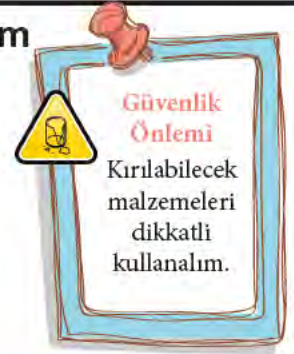 m
Güvenlik
Önlemi
Kırılabilecek
malzemeleri
dikkatli
kullanalım.